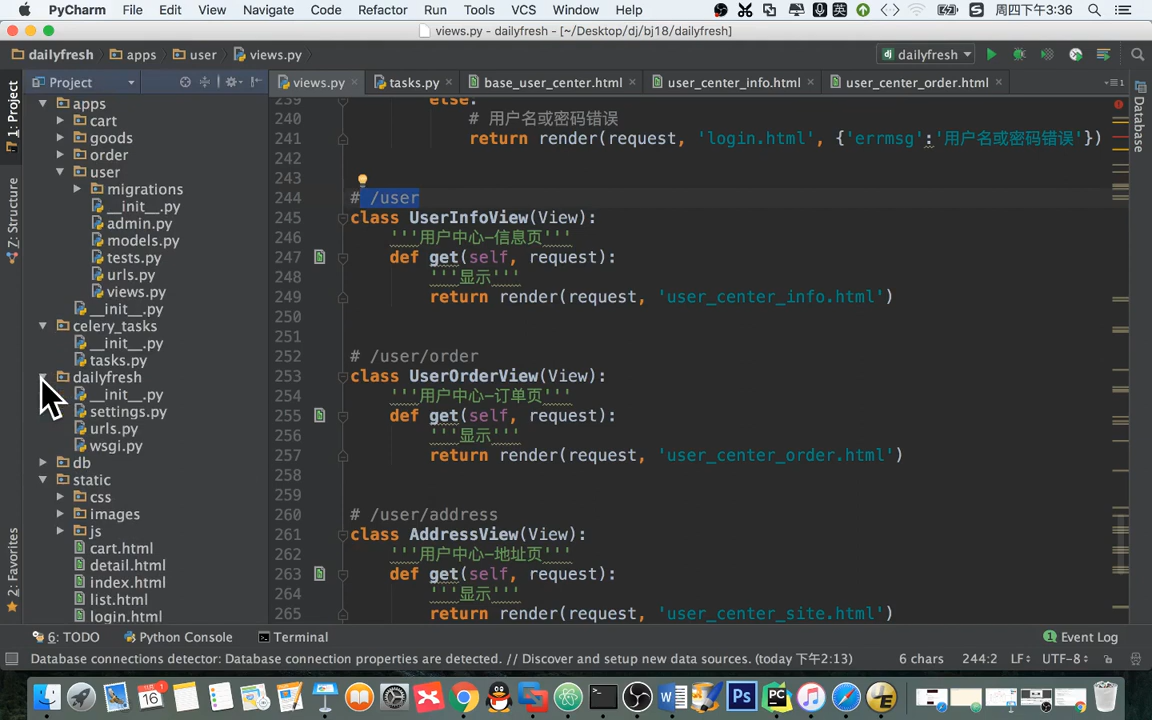 PyCharm File Edit View Navigate Code Refactor Run Tools VCS Window Help 周四下午3:36
views.py - dailyfresh - [~/Desktop/dj/bj18/dailyfresh]
dailyfresh apps user views.py dailyfresh
Project views.py tasks.py base_user_center.html user_center_info.html user_center_order.html
1: Project
7: Structure
2: Favorites
Database
apps
cart
goods
order
user
migrations
__init__.py
admin.py
models.py
tests.py
urls.py
views.py
__init__.py
celery_tasks
__init__.py
tasks.py
dailyfresh
__init__.py
settings.py
urls.py
wsgi.py
db
static
css
images
js
cart.html
detail.html
index.html
list.html
login.html
239 else:
240 # 用户名或密码错误
241 return render(request, 'login.html', {'errmsg':'用户名或密码错误'})
242
243
244 # /user
245 class UserInfoView(View):
246 '''用户中心-信息页'''
247 def get(self, request):
248 '''显示'''
249 return render(request, 'user_center_info.html')
250
251
252 # /user/order
253 class UserOrderView(View):
254 '''用户中心-订单页'''
255 def get(self, request):
256 '''显示'''
257 return render(request, 'user_center_order.html')
258
259
260 # /user/address
261 class AddressView(View):
262 '''用户中心-地址页'''
263 def get(self, request):
264 '''显示'''
265 return render(request, 'user_center_site.html')
6: TODO Python Console Terminal 1 Event Log
Database connections detector: Database connection properties are detected. // Discover and setup new data sources. (today 下午2:13) 6 chars 244:2 LF UTF-8